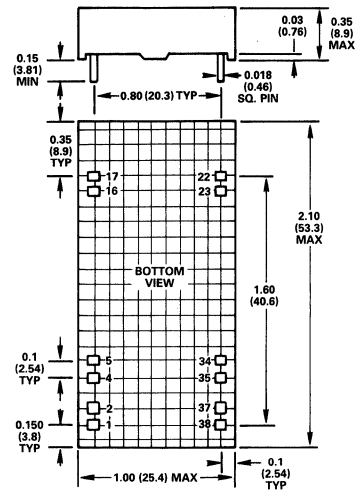 0.03
(0.76)
0.35
(8.9)
MAX
0.15
(3.81)
MIN
0.018
(0.46)
SQ. PIN
0.80 (20.3) TYP
0.35
(8.9)
TYP
17
22
16
23
2.10
(53.3)
MAX
BOTTOM
VIEW
1.60
(40.6)
5
34
0.1
(2.54)
TYP
4
35
2
37
0.150
(3.8)
TYP
1
38
1.00 (25.4) MAX
0.1
(2.54)
TYP